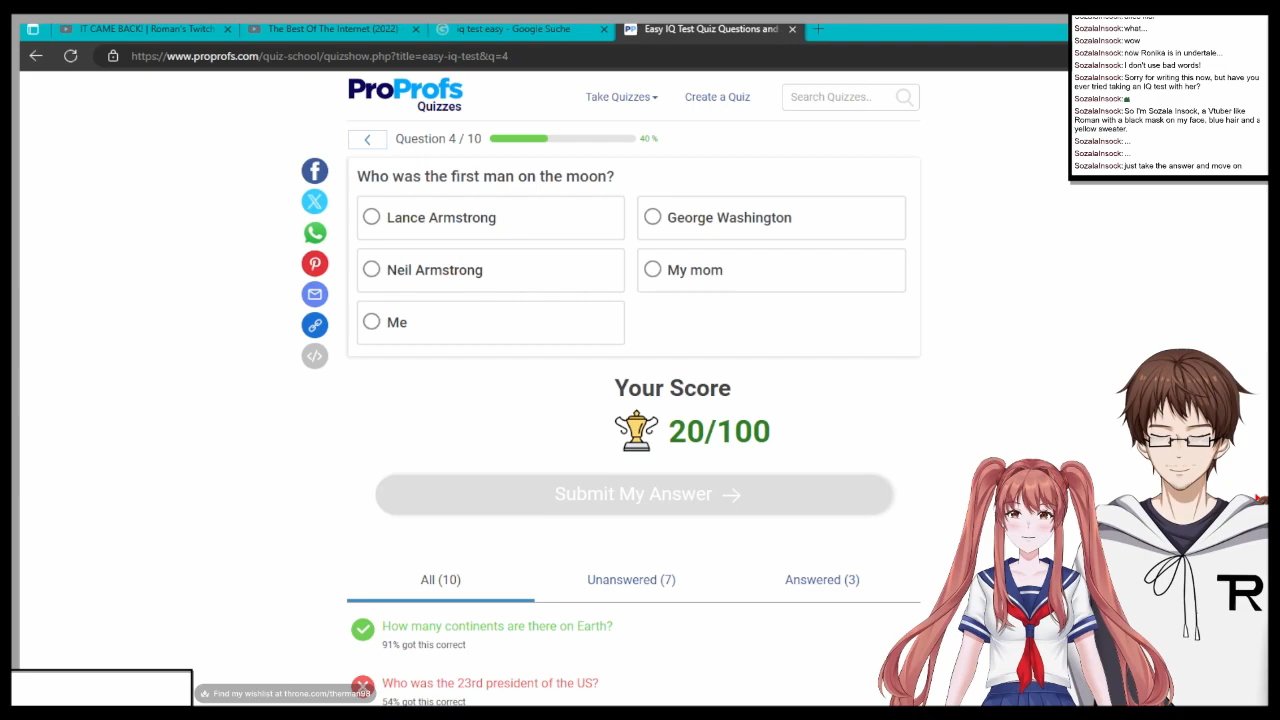 IT CAME BACK! | Roman's Twitch
The Best Of The Internet (2022)
iq test easy - Google Suche
Easy IQ Test Quiz Questions and
https://www.proprofs.com/quiz-school/quizshow.php?title=easy-iq-test&q=4
SozalaInsock: what...
SozalaInsock: wow
SozalaInsock: now Ronika is in undertale...
SozalaInsock: I don't use bad words!
SozalaInsock: Sorry for writing this now, but have you
ever tried taking an IQ test with her?
SozalaInsock:
SozalaInsock: So I'm Sozale Insock, a Vtuber like
Roman with a black mask on my face, blue hair and a
yellow sweater.
SozalaInsock: ...
SozalaInsock: ...
SozalaInsock: just take the answer and move on
ProProfs
Quizzes
Take Quizzes
Create a Quiz
Search Quizzes..
Question 4 / 10
40 %
Who was the first man on the moon?
Lance Armstrong
George Washington
Neil Armstrong
My mom
Me
Your Score
20/100
Submit My Answer
All (10)
Unanswered (7)
Answered (3)
How many continents are there on Earth?
91% got this correct
Who was the 23rd president of the US?
54% got this correct
Find my wishlist at throne.com/therman98
TR